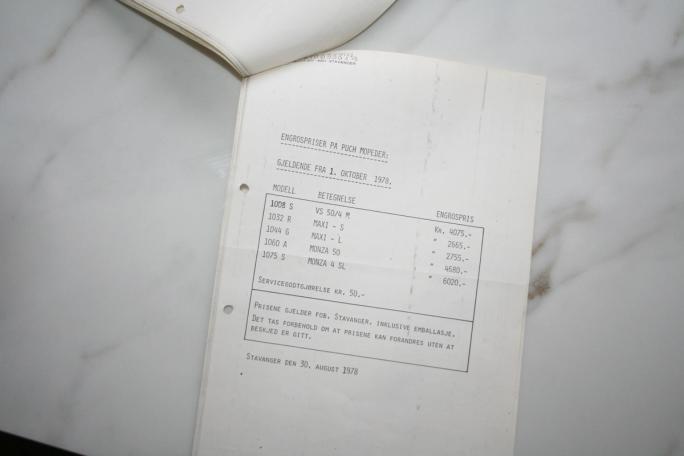 STAVANGER
ENGROSPRISER PA PUCH MOPEDER:
GJELDENDE FRA 1. OKTOBER 1978.
MODELL BETEGNELSE ENGROSPRIS
1008 S VS 50/4 M KR. 4075.-
1032 R MAXI - S " 2665.-
1044 G MAXI - L " 2755.-
1060 A MONZA 50 " 4580.-
1075 S MONZA 4 SL " 6020.-
SERVICEGODTGJØRELSE KR. 50.-
PRISENE GJELDER FOB. STAVANGER, INKLUSIVE EMBALLASJE.
DET TAS FORBEHOLD OM AT PRISENE KAN FORANDRES UTEN AT
BESKJED ER GITT.
STAVANGER DEN 30. AUGUST 1978